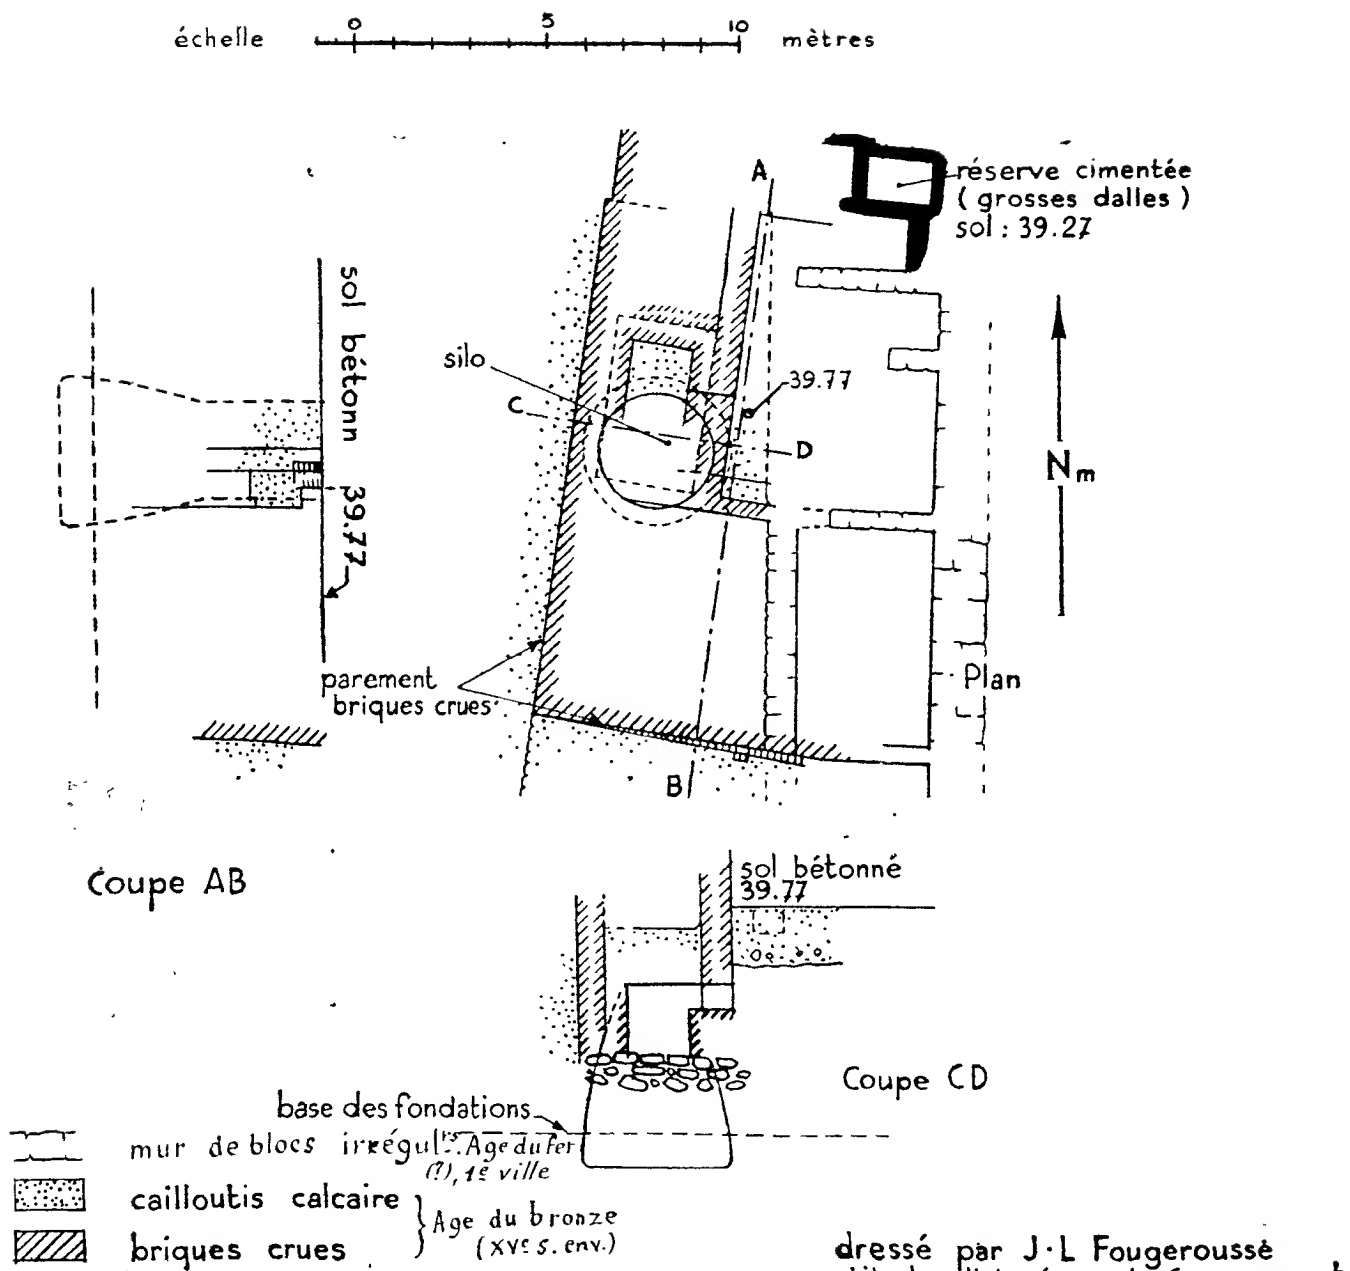 échelle 0 5 10 mètres
A
réserve cimentée
( grosses dalles )
sol : 39.27
sol bétonn 39.77
silo
39.77
C
D
Nm
parement
briques crues
Plan
B
Coupe AB
sol bétonné
39.77
Coupe CD
base des fondations
mur de blocs irrégulrs. Age du fer
(?), 1e ville
cailloutis calcaire
briques crues
Age du bronze
(XVe s. env.)
dressé par J.L Fougerousse